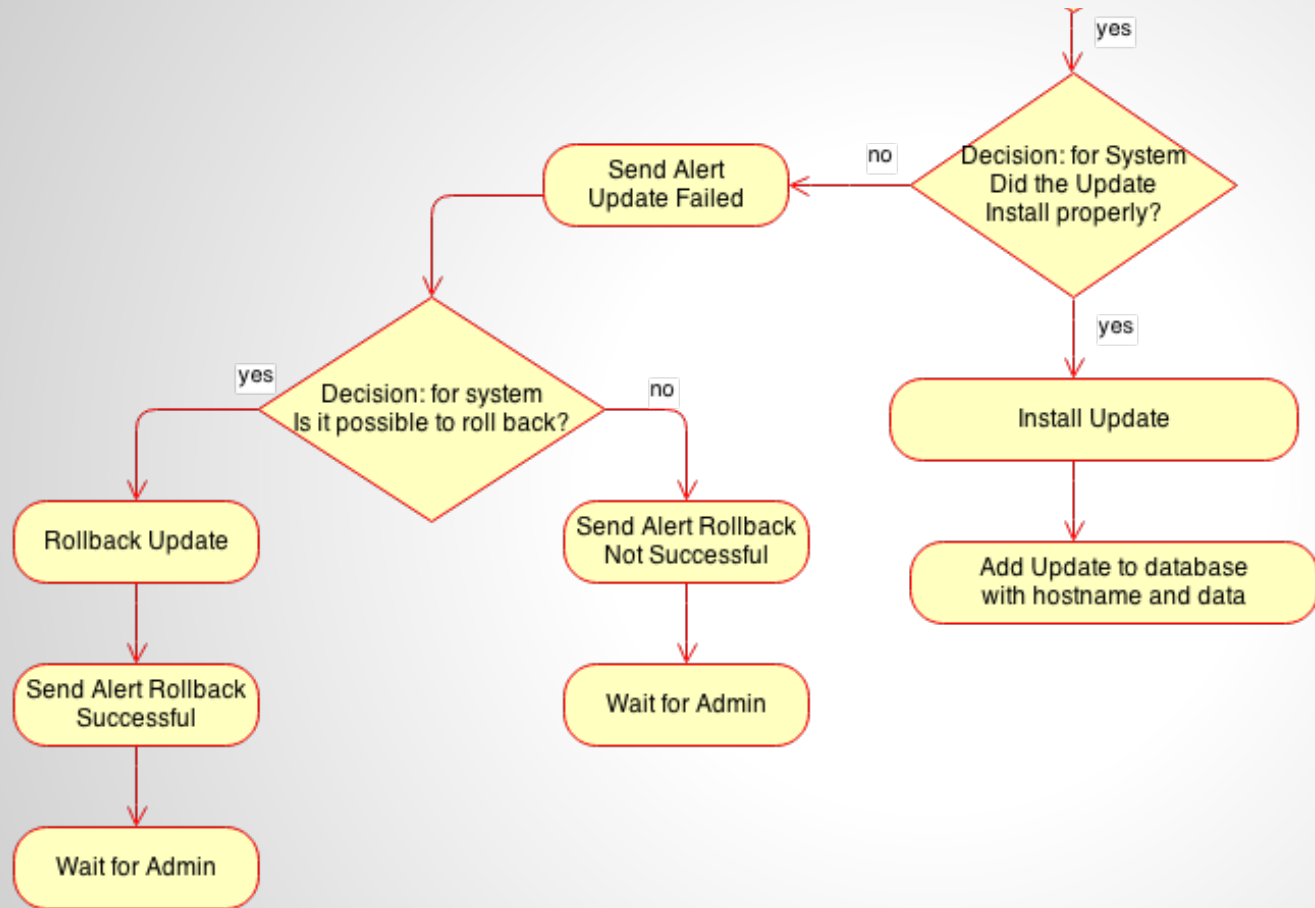 yes
Decision: for System
Did the Update
Install properly?
no
Send Alert
Update Failed
yes
Install Update
Add Update to database
with hostname and data
Decision: for system
Is it possible to roll back?
yes
no
Rollback Update
Send Alert Rollback
Successful
Wait for Admin
Send Alert Rollback
Not Successful
Wait for Admin